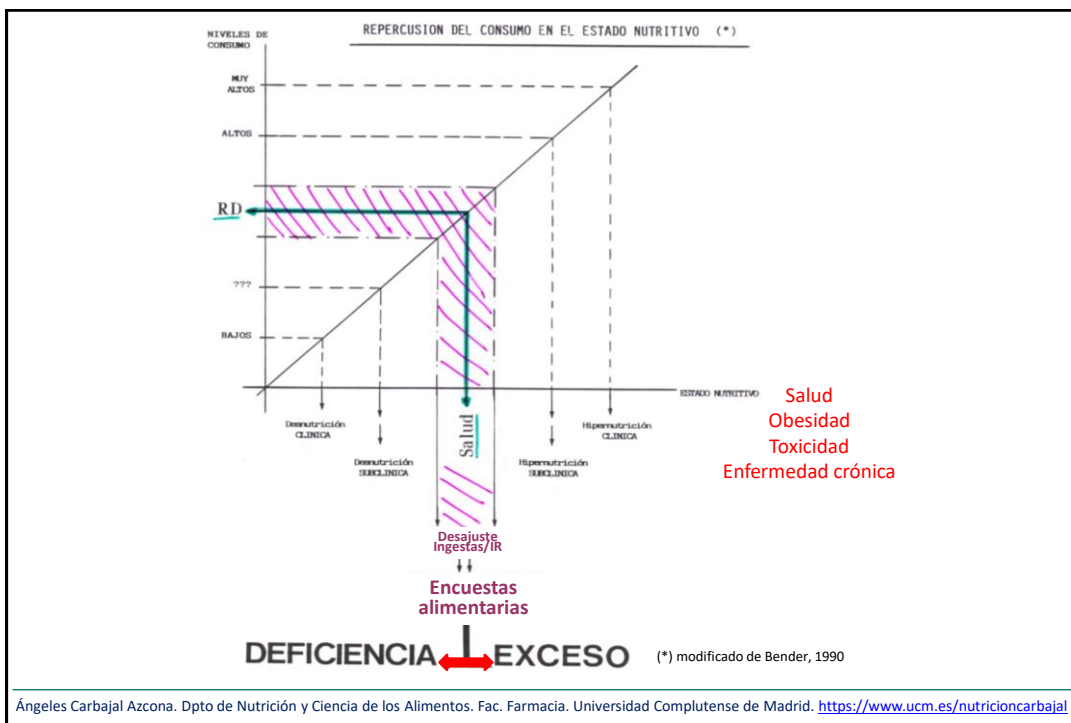 REPERCUSION DEL CONSUMO EN EL ESTADO NUTRITIVO (*)
NIVELES DE
CONSUMO
MUY
ALTOS
ALTOS
RD
???
BAJOS
ESTADO NUTRITIVO
Salud
Obesidad
Toxicidad
Enfermedad crónica
Desnutrición
CLINICA
Desnutrición
SUBCLINICA
Salud
Hipernutrición
SUBCLINICA
Hipernutrición
CLINICA
Desajuste
Ingestas/IR
Encuestas
alimentarias
DEFICIENCIA EXCESO
(*) modificado de Bender, 1990
Ángeles Carbajal Azcona. Dpto de Nutrición y Ciencia de los Alimentos. Fac. Farmacia. Universidad Complutense de Madrid. https://www.ucm.es/nutricioncarbajal